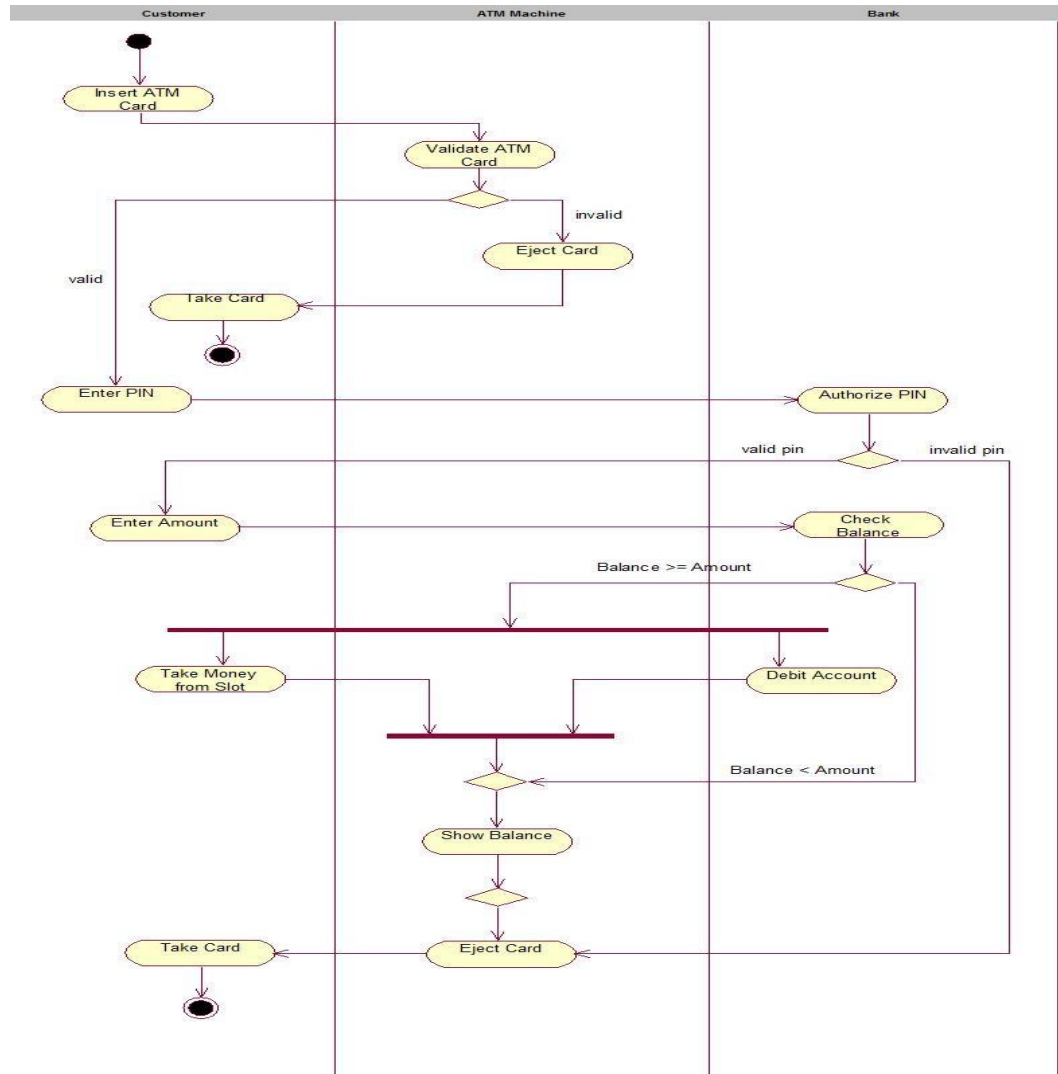 Customer
ATM Machine
Bank
Insert ATM
Card
Validate ATM
Card
invalid
Eject Card
valid
Take Card
Enter PIN
Authorize PIN
valid pin
invalid pin
Enter Amount
Check
Balance
Balance >= Amount
Take Money
from Slot
Debit Account
Balance < Amount
Show Balance
Take Card
Eject Card